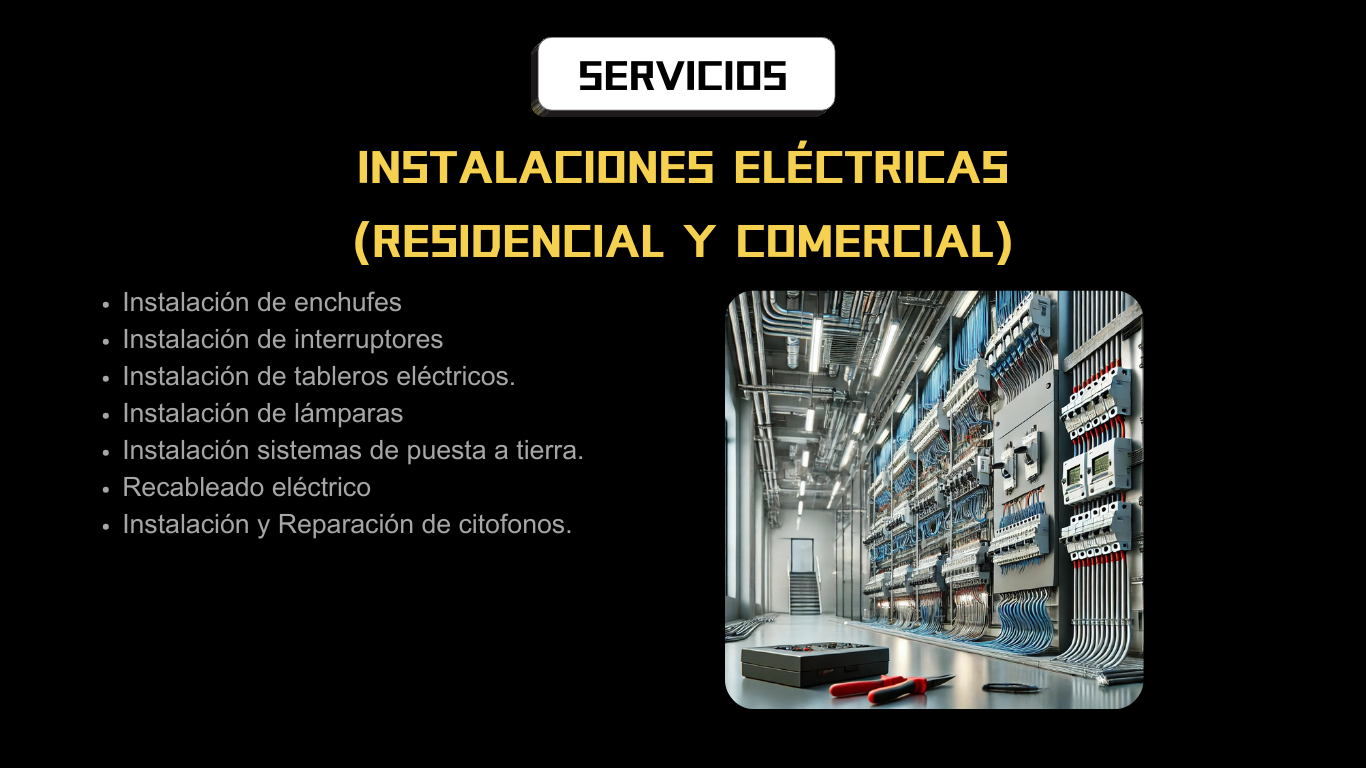 SERVICIOS
INSTALACIONES ELÉCTRICAS
(RESIDENCIAL Y COMERCIAL)
• Instalación de enchufes
• Instalación de interruptores
• Instalación de tableros eléctricos.
• Instalación de lámparas
• Instalación sistemas de puesta a tierra.
• Recableado eléctrico
• Instalación y Reparación de citofonos.